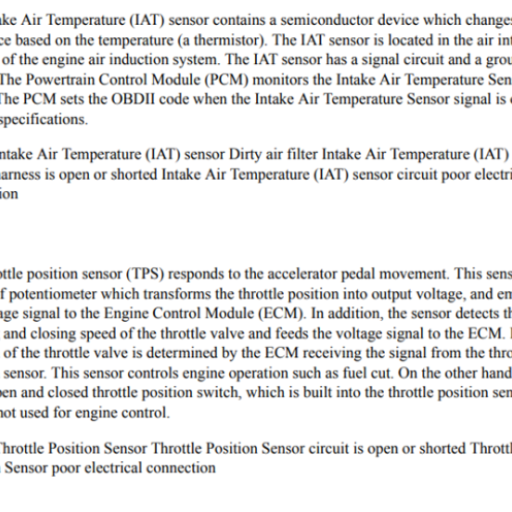 ke Air Temperature (IAT) sensor contains a semiconductor device which changes
ce based on the temperature (a thermistor). The IAT sensor is located in the air int
of the engine air induction system. The IAT sensor has a signal circuit and a grou
The Powertrain Control Module (PCM) monitors the Intake Air Temperature Sen
The PCM sets the OBDII code when the Intake Air Temperature Sensor signal is
specifications.
ntake Air Temperature (IAT) sensor Dirty air filter Intake Air Temperature (IAT)
arness is open or shorted Intake Air Temperature (IAT) sensor circuit poor electri
ion
ottle position sensor (TPS) responds to the accelerator pedal movement. This sens
f potentiometer which transforms the throttle position into output voltage, and em
age signal to the Engine Control Module (ECM). In addition, the sensor detects th
and closing speed of the throttle valve and feeds the voltage signal to the ECM.
of the throttle valve is determined by the ECM receiving the signal from the thro
sensor. This sensor controls engine operation such as fuel cut. On the other hand
en and closed throttle position switch, which is built into the throttle position sen
not used for engine control.
Throttle Position Sensor Throttle Position Sensor circuit is open or shorted Thrott
Sensor poor electrical connection